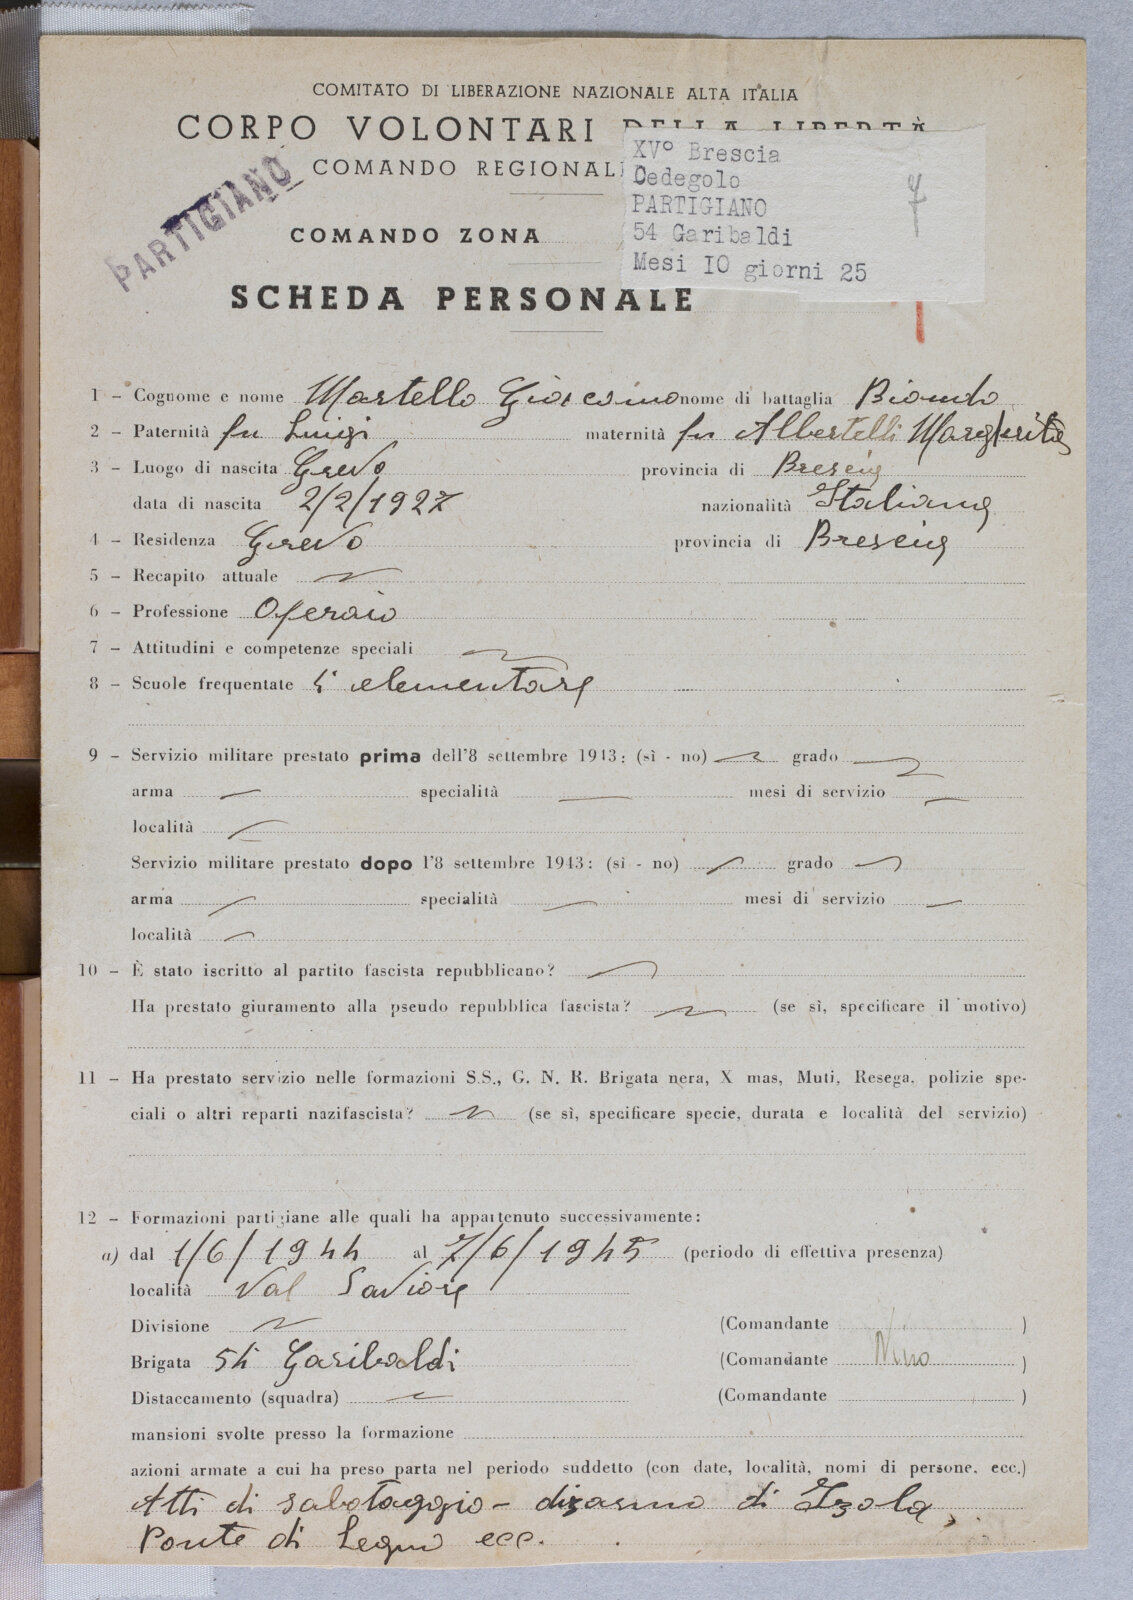 COMITATO DI LIBERAZIONE NAZIONALE ALTA ITALIA
CORPO VOLONTARI DELLA LIBERTÀ
COMANDO REGIONAL
PARTIGIANO
XV° Brescia
Cedegolo
PARTIGIANO
54 Garibaldi
Mesi IO giorni 25
COMANDO ZONA
SCHEDA PERSONALE
1 - Cognome e nome Martello Giacomo nome di battaglia Biondo
2 - Paternità fu Luigi maternità fu Albertelli Margherita
3 - Luogo di nascita Grevo provincia di Brescia
data di nascita 2/2/1927 nazionalità Italiana
4 - Residenza Grevo provincia di Brescia
5 - Recapito attuale
6 - Professione Operaio
7 - Attitudini e competenze speciali
8 - Scuole frequentate 5ª elementare
9 - Servizio militare prestato prima dell'8 settembre 1943: (sì - no) grado
arma specialità mesi di servizio
località
Servizio militare prestato dopo l'8 settembre 1943: (sì - no) grado
arma specialità mesi di servizio
località
10 - È stato iscritto al partito fascista repubblicano?
Ha prestato giuramento alla pseudo repubblica fascista? (se sì, specificare il motivo)
11 - Ha prestato servizio nelle formazioni S.S., G. N. R. Brigata nera, X mas, Muti, Resega, polizie spe-
ciali o altri reparti nazifascista? (se sì, specificare specie, durata e località del servizio)
12 - Formazioni partigiane alle quali ha appartenuto successivamente:
a) dal 1/6/1944 al 7/6/1945 (periodo di effettiva presenza)
località Val Saviore
Divisione (Comandante )
Brigata 54 Garibaldi (Comandante Nino )
Distaccamento (squadra) (Comandante )
mansioni svolte presso la formazione
azioni armate a cui ha preso parta nel periodo suddetto (con date, località, nomi di persone, ecc.)
Atti di sabotaggio - disarmo di Isola,
Ponte di Legno ecc.